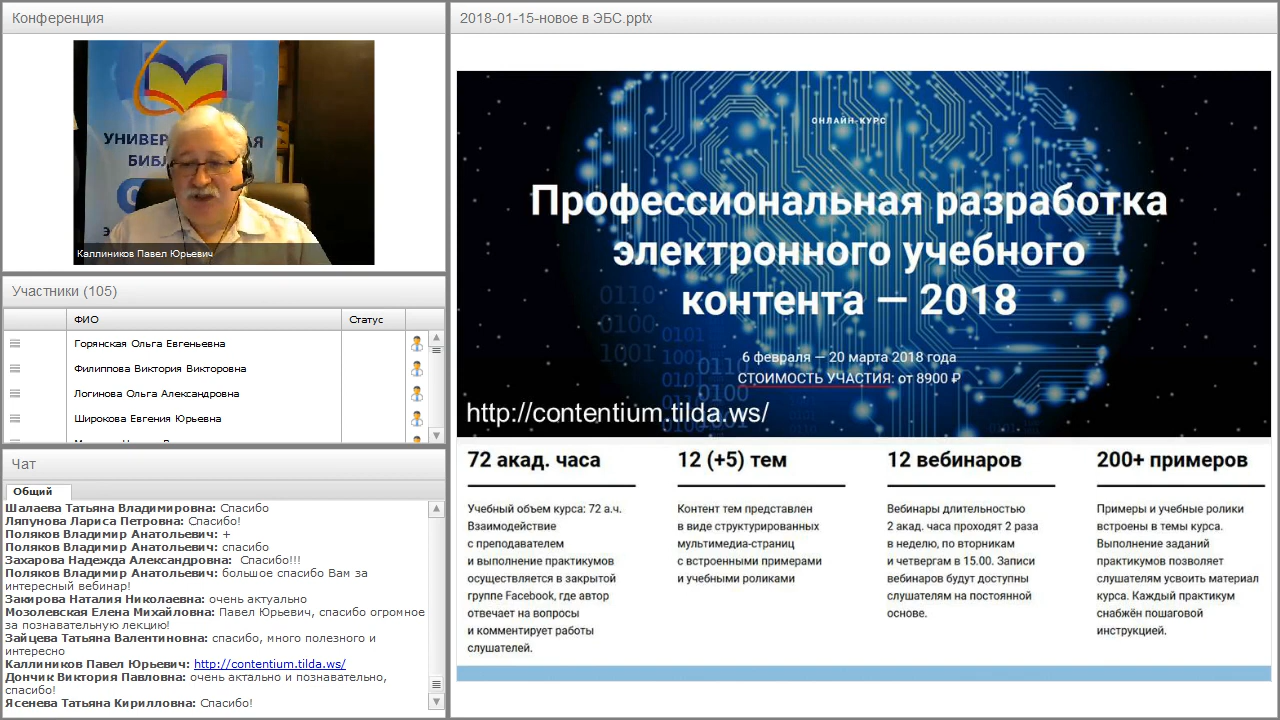 Конференция
УНИВЕР
НАЯ
БИБЛ
Каллиников Павел Юрьевич
Участники (105)
ФИО
Статус
Горянская Ольга Евгеньевна
Филиппова Виктория Викторовна
Логинова Ольга Александровна
Широкова Евгения Юрьевна
Чат
Общий
Шалаева Татьяна Владимировна: Спасибо
Ляпунова Лариса Петровна: Спасибо!
Поляков Владимир Анатольевич: +
Поляков Владимир Анатольевич: спасибо
Захарова Надежда Александровна: Спасибо!!!
Поляков Владимир Анатольевич: большое спасибо Вам за
интересный вебинар!
Закирова Наталия Николаевна: очень актуально
Мозолевская Елена Михайловна: Павел Юрьевич, спасибо огромное
за познавательную лекцию!
Зайцева Татьяна Валентиновна: спасибо, много полезного и
интересно
Каллиников Павел Юрьевич: http://contentium.tilda.ws/
Дончик Виктория Павловна: очень актально и познавательно,
спасибо!
Ясенева Татьяна Кирилловна: Спасибо!
2018-01-15-новое в ЭБС.pptx
ОНЛАЙН-КУРС
Профессиональная разработка
электронного учебного
контента — 2018
6 февраля — 20 марта 2018 года
СТОИМОСТЬ УЧАСТИЯ: от 8900 ₽
http://contentium.tilda.ws/
72 акад. часа
Учебный объем курса: 72 а.ч.
Взаимодействие
с преподавателем
и выполнение практикумов
осуществляется в закрытой
группе Facebook, где автор
отвечает на вопросы
и комментирует работы
слушателей.
12 (+5) тем
Контент тем представлен
в виде структурированных
мультимедиа-страниц
с встроенными примерами
и учебными роликами
12 вебинаров
Вебинары длительностью
2 акад. часа проходят 2 раза
в неделю, по вторникам
и четвергам в 15.00. Записи
вебинаров будут доступны
слушателям на постоянной
основе.
200+ примеров
Примеры и учебные ролики
встроены в темы курса.
Выполнение заданий
практикумов позволяет
слушателям усвоить материал
курса. Каждый практикум
снабжён пошаговой
инструкцией.